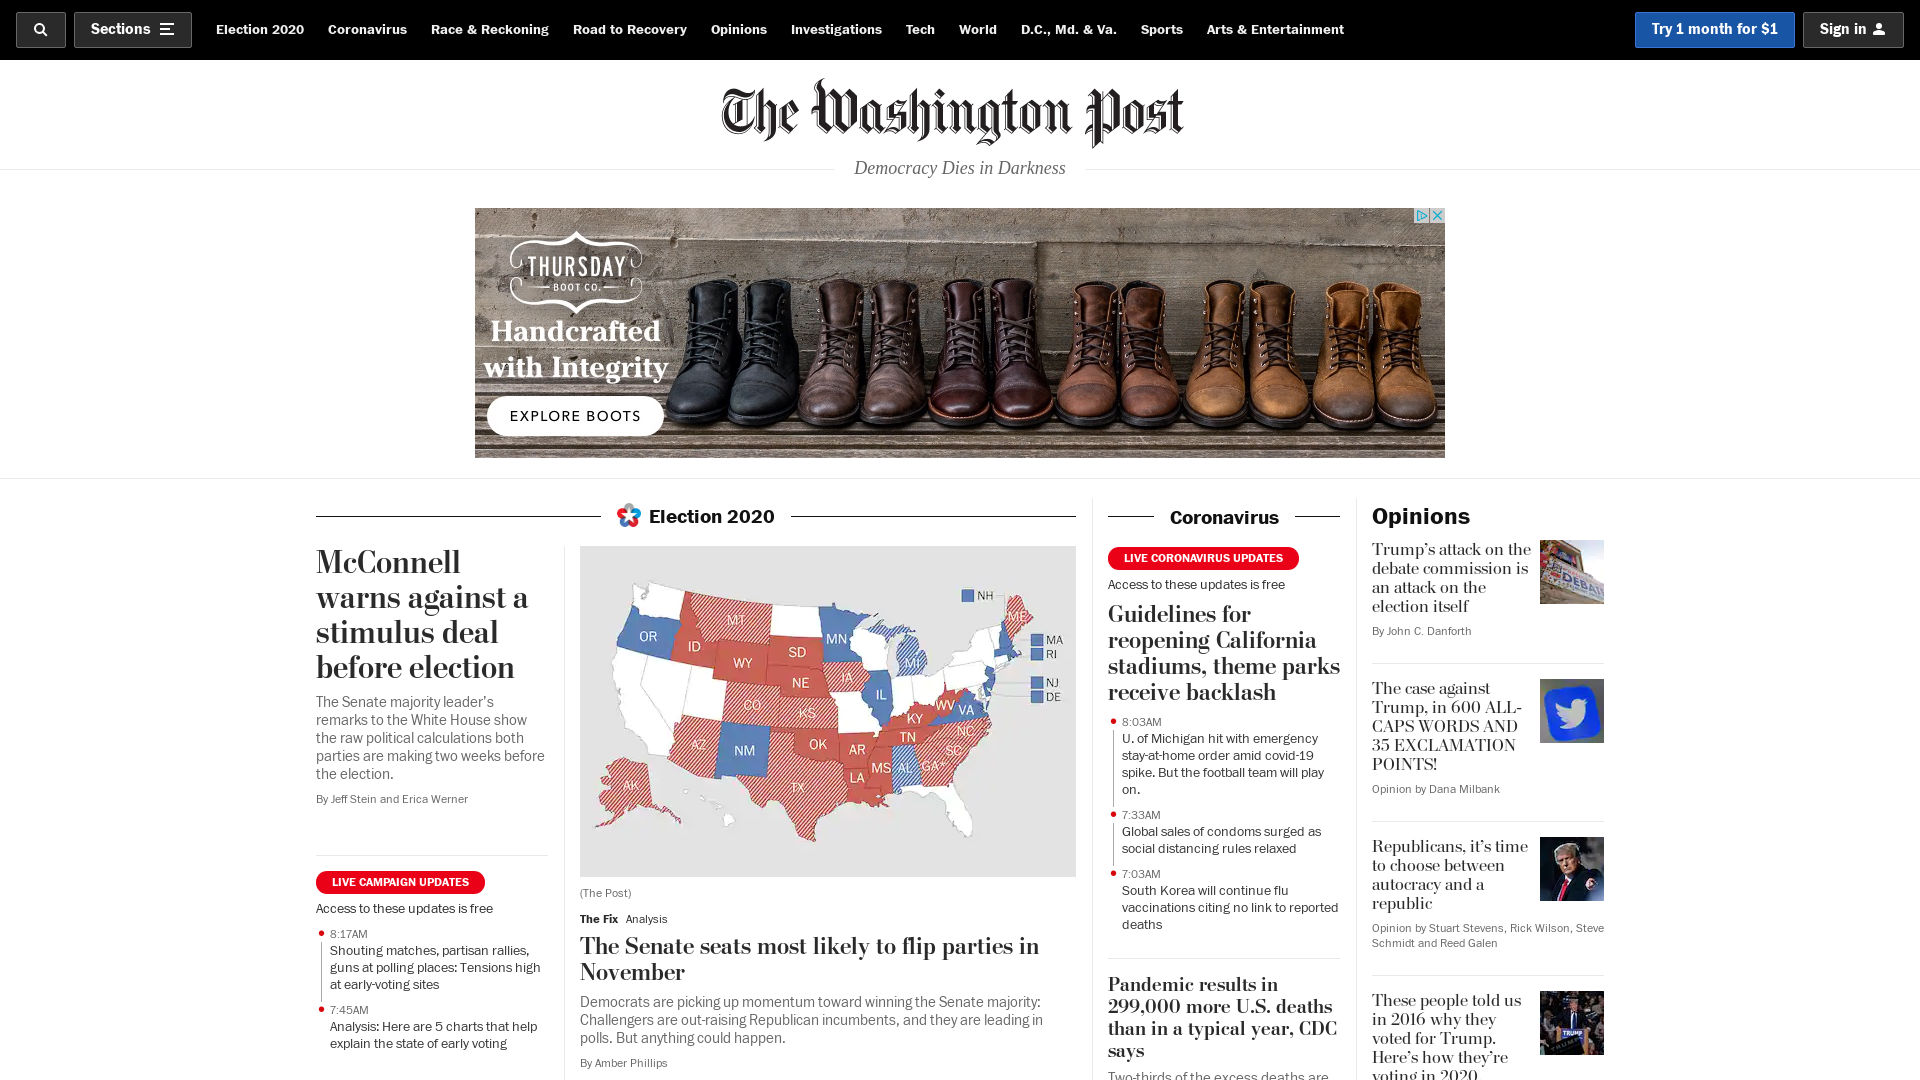 Sections
Election 2020
Coronavirus
Race & Reckoning
Road to Recovery
Opinions
Investigations
Tech
World
D.C., Md. & Va.
Sports
Arts & Entertainment
Try 1 month for $1
Sign in
The Washington Post
Democracy Dies in Darkness
THURSDAY
BOOT CO.
Handcrafted
with Integrity
EXPLORE BOOTS
Election 2020
McConnell
warns against a
stimulus deal
before election
The Senate majority leader's
remarks to the White House show
the raw political calculations both
parties are making two weeks before
the election.
By Jeff Stein and Erica Werner
LIVE CAMPAIGN UPDATES
Access to these updates is free
8:17AM
Shouting matches, partisan rallies,
guns at polling places: Tensions high
at early-voting sites
7:45AM
Analysis: Here are 5 charts that help
explain the state of early voting
NH
ME
MT
OR
MN
MA
ID
SD
RI
WY
MI
IA
NE
NJ
IL
DE
CO
KS
WV
VA
KY
NC
AZ
NM
OK
TN
AR
SC
MS
AL
GA*
LA
TX
AK
(The Post)
The Fix Analysis
The Senate seats most likely to flip parties in
November
Democrats are picking up momentum toward winning the Senate majority:
Challengers are out-raising Republican incumbents, and they are leading in
polls. But anything could happen.
By Amber Phillips
Coronavirus
LIVE CORONAVIRUS UPDATES
Access to these updates is free
Guidelines for
reopening California
stadiums, theme parks
receive backlash
8:03AM
U. of Michigan hit with emergency
stay-at-home order amid covid-19
spike. But the football team will play
on.
7:33AM
Global sales of condoms surged as
social distancing rules relaxed
7:03AM
South Korea will continue flu
vaccinations citing no link to reported
deaths
Pandemic results in
299,000 more U.S. deaths
than in a typical year, CDC
says
Two-thirds of the excess deaths are
Opinions
Trump's attack on the
debate commission is
an attack on the
election itself
By John C. Danforth
The case against
Trump, in 600 ALL-
CAPS WORDS AND
35 EXCLAMATION
POINTS!
Opinion by Dana Milbank
Republicans, it's time
to choose between
autocracy and a
republic
Opinion by Stuart Stevens, Rick Wilson, Steve
Schmidt and Reed Galen
These people told us
in 2016 why they
voted for Trump.
Here's how they're
voting in 2020
DEBATE
TRUMP